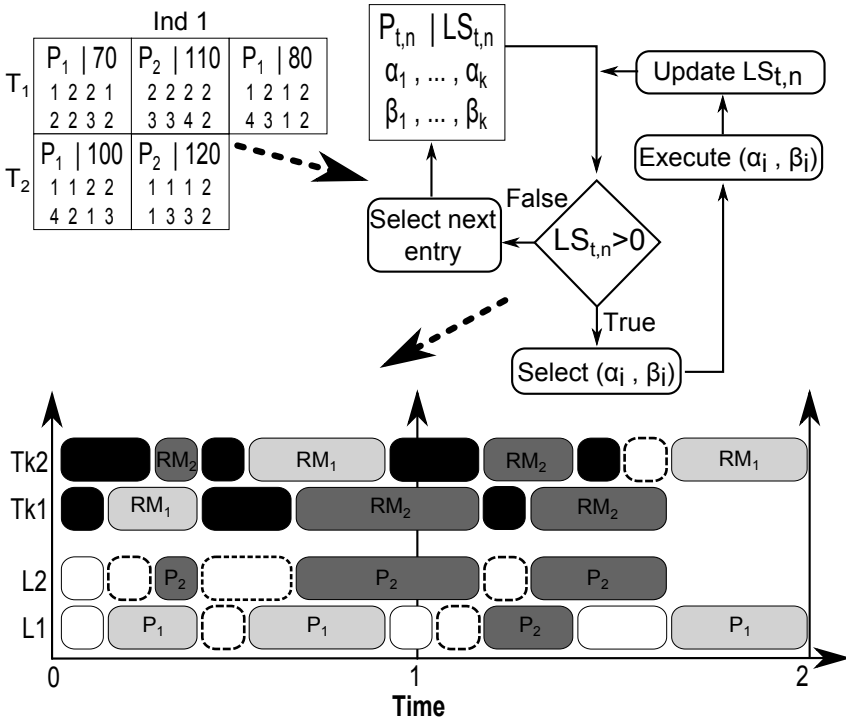 Ind 1
T1
P1 | 70
P2 | 110
P1 | 80
1 2 2 1
2 2 2 2
1 2 1 2
2 2 3 2
3 3 4 2
4 3 1 2
T2
P1 | 100
P2 | 120
1 1 2 2
1 1 1 2
4 2 1 3
1 3 3 2
Pt,n | LSt,n
α1 , ... , αk
β1 , ... , βk
Update LSt,n
Execute (αi , βi)
Select next
entry
False
LSt,n>0
True
Select (αi , βi)
Tk2
RM2
RM1
RM2
RM1
Tk1
RM1
RM2
RM2
L2
P2
P2
P2
L1
P1
P1
P2
P1
0
1
2
Time